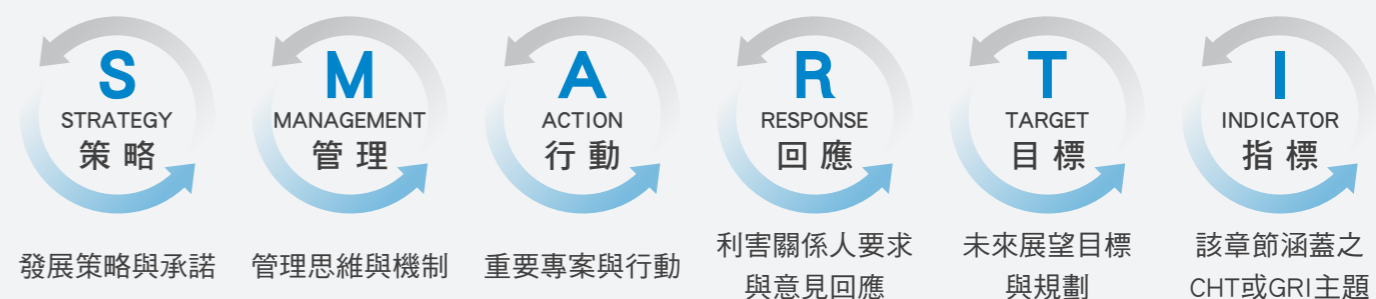 S
STRATEGY
策略
發展策略與承諾
M
MANAGEMENT
管理
管理思維與機制
A
ACTION
行動
重要專案與行動
R
RESPONSE
回應
利害關係人要求
與意見回應
T
TARGET
目標
未來展望目標
與規劃
I
INDICATOR
指標
該章節涵蓋之
CHT或GRI主題